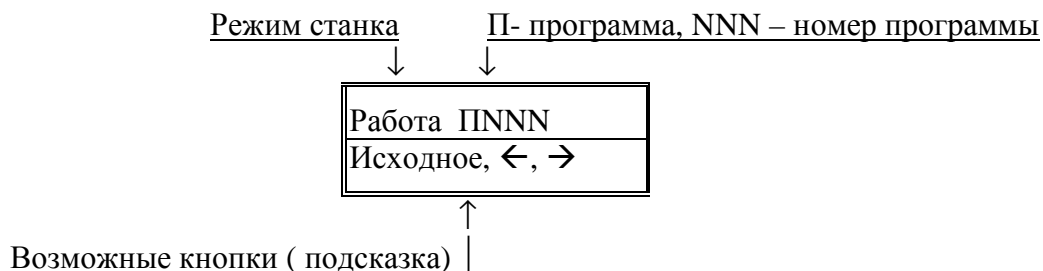 Режим станка П- программа, NNN – номер программы
↓ ↓
Работа ПNNN
Исходное, ←, →
↑
Возможные кнопки ( подсказка)